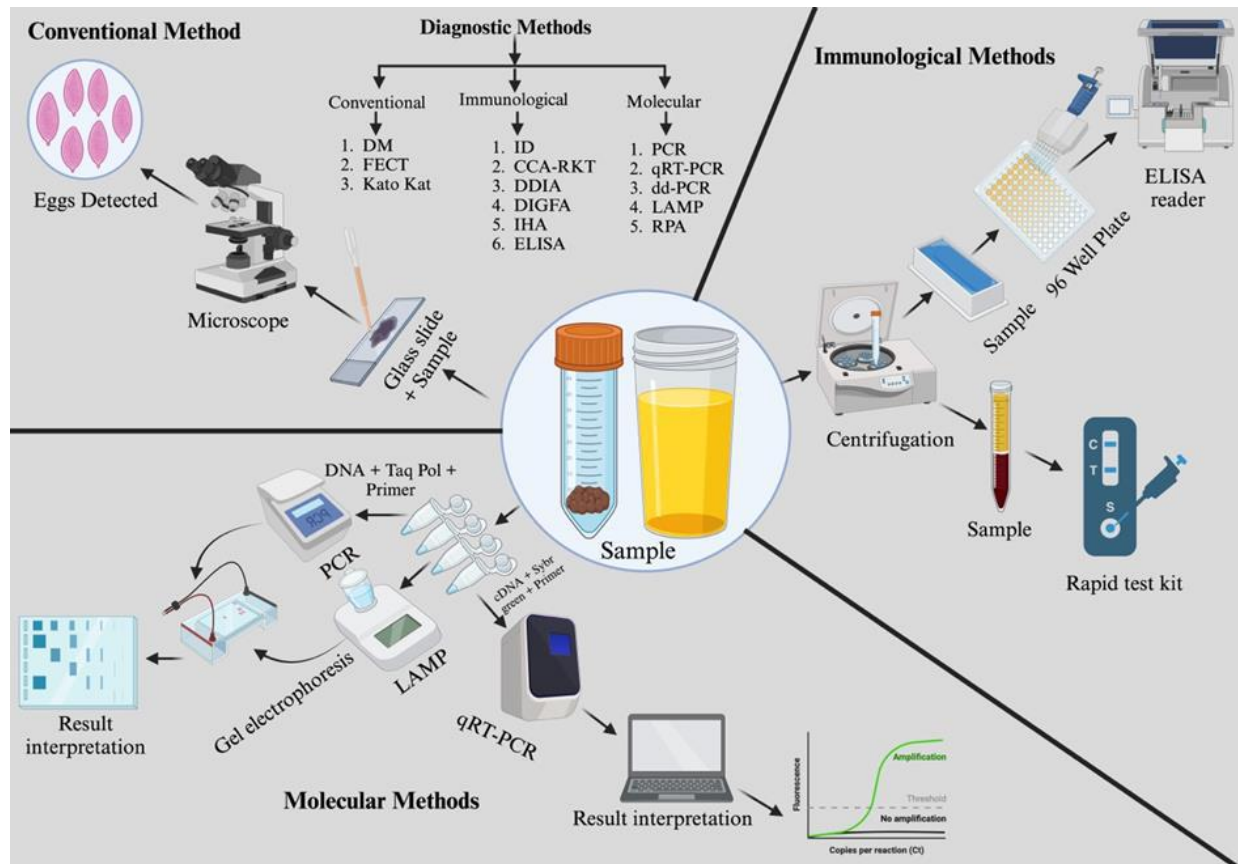 Conventional Method
Eggs Detected
Microscope
Glass slide
+ Sample
Diagnostic Methods
Conventional
1. DM
2. FECT
3. Kato Kat
Immunological
1. ID
2. CCA-RKT
3. DDIA
4. DIGFA
5. IHA
6. ELISA
Molecular
1. PCR
2. qRT-PCR
3. dd-PCR
4. LAMP
5. RPA
Immunological Methods
ELISA
reader
96 Well Plate
Sample
Centrifugation
Sample
C
T
S
Rapid test kit
Sample
DNA + Taq Pol +
Primer
PCR
PCR
cDNA + Sybr
green + Primer
LAMP
Gel electrophoresis
Result
interpretation
qRT-PCR
Result interpretation
Molecular Methods
Fluorescence
Amplification
Threshold
No amplification
Copies per reaction (Ct)